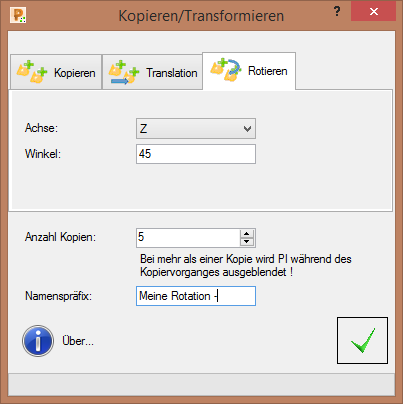 Kopieren/Transformieren
?
Kopieren Translation Rotieren
Achse: Z
Winkel: 45
Anzahl Kopien: 5
Bei mehr als einer Kopie wird PI während des
Kopiervorganges ausgeblendet !
Namenspräfix: Meine Rotation -
Über...